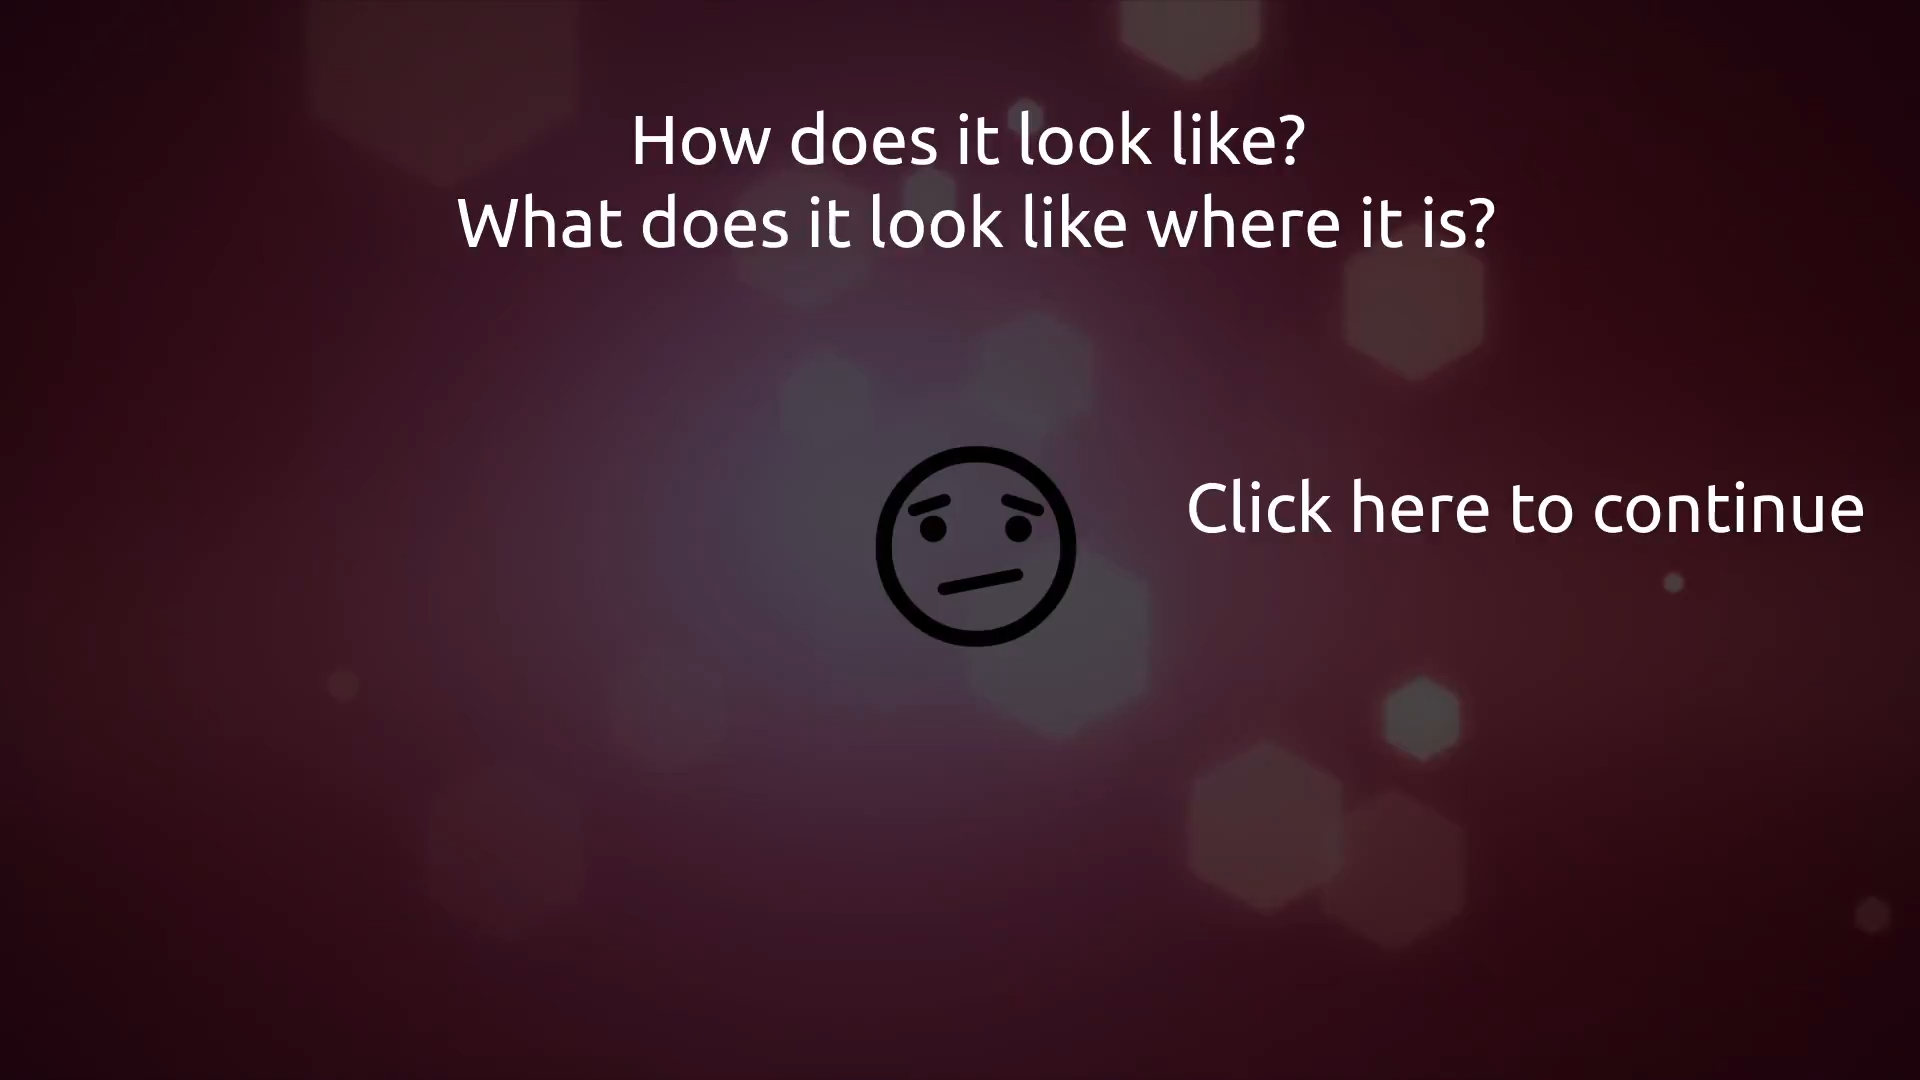 How does it look like?
What does it look like where it is?
Click here to continue